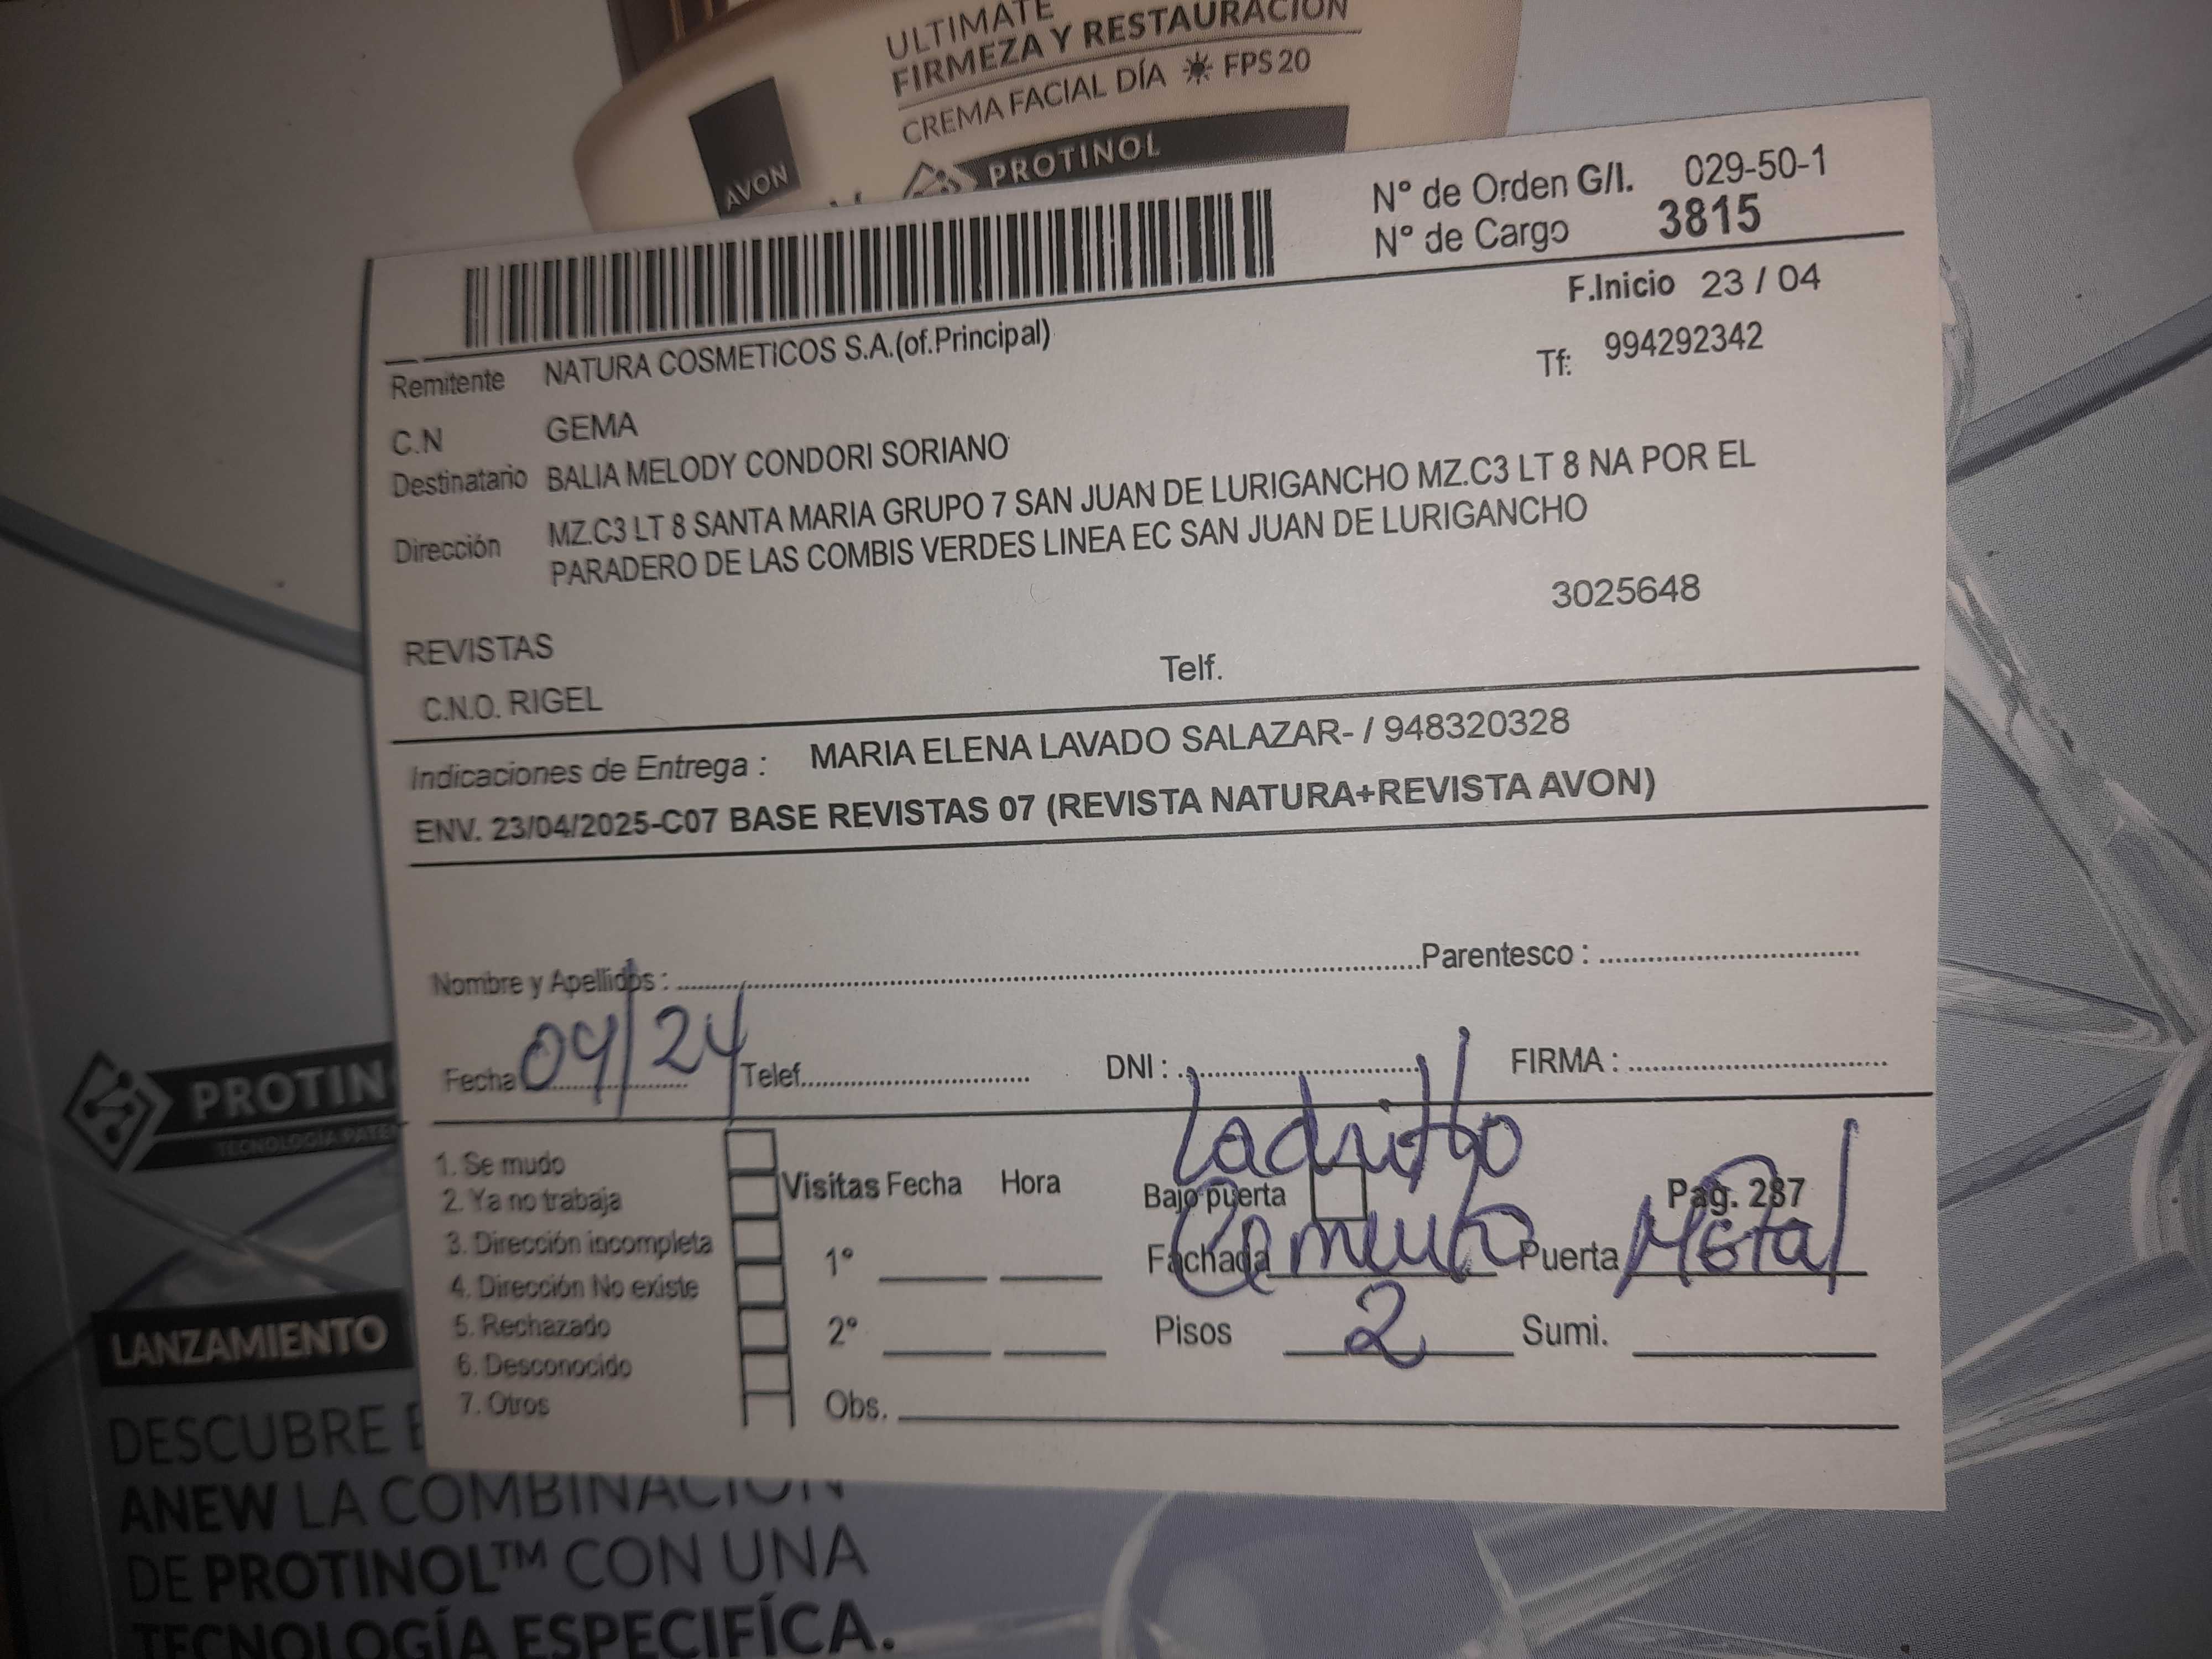 ULTIMATE
FIRMEZA Y RESTAURACIÓN
CREMA FACIAL DÍA FPS 20
AVON
PROTINOL
N° de Orden G/I. 029-50-1
N° de Cargo 3815
F.Inicio 23 / 04
Remitente NATURA COSMETICOS S.A.(of.Principal)
Tf: 994292342
C.N GEMA
Destinatario BALIA MELODY CONDORI SORIANO
Dirección MZ.C3 LT 8 SANTA MARIA GRUPO 7 SAN JUAN DE LURIGANCHO MZ.C3 LT 8 NA POR EL
PARADERO DE LAS COMBIS VERDES LINEA EC SAN JUAN DE LURIGANCHO
3025648
REVISTAS
Telf.
C.N.O. RIGEL
Indicaciones de Entrega : MARIA ELENA LAVADO SALAZAR- / 948320328
ENV. 23/04/2025-C07 BASE REVISTAS 07 (REVISTA NATURA+REVISTA AVON)
Nombre y Apellidos : Parentesco :
Fecha 04/24 Telef. DNI : FIRMA :
Ladrillo
1. Se mudo
2. Ya no trabaja
3. Dirección incompleta
4. Dirección No existe
5. Rechazado
6. Desconocido
7. Otros
Visitas Fecha Hora
1°
2°
Obs.
Bajo puerta Pag. 287
Fachada Cemento Puerta Metal
Pisos 2 Sumi.
PROTIN
LANZAMIENTO
DESCUBRE E
ANEW LA COMBINACIÓN
DE PROTINOL™ CON UNA
TECNOLOGÍA ESPECIFÍCA.